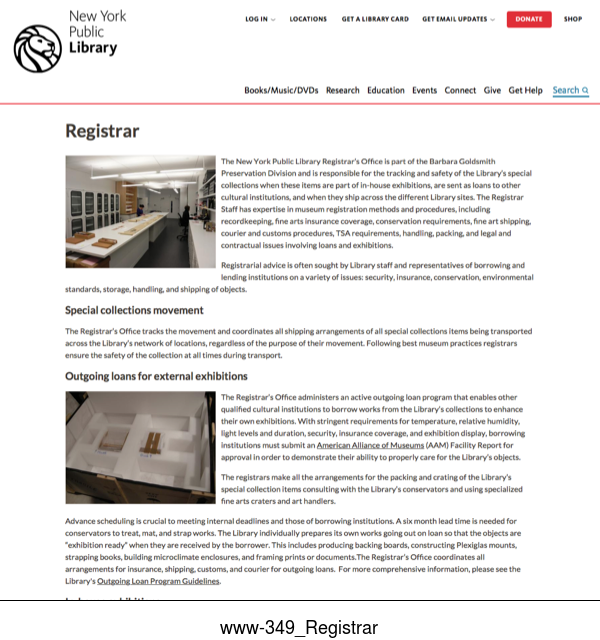 New York
Public
Library
LOG IN LOCATIONS GET A LIBRARY CARD GET EMAIL UPDATES DONATE SHOP
Books/Music/DVDs Research Education Events Connect Give Get Help Search
Registrar
The New York Public Library Registrar's Office is part of the Barbara Goldsmith
Preservation Division and is responsible for the tracking and safety of the Library's special
collections when these items are part of in-house exhibitions, are sent as loans to other
cultural institutions, and when they ship across the different Library sites. The Registrar
Staff has expertise in museum registration methods and procedures, including
recordkeeping, fine arts insurance coverage, conservation requirements, fine art shipping,
courier and customs procedures, TSA requirements, handling, packing, and legal and
contractual issues involving loans and exhibitions.
Registrarial advice is often sought by Library staff and representatives of borrowing and
lending institutions on a variety of issues: security, insurance, conservation, environmental
standards, storage, handling, and shipping of objects.
Special collections movement
The Registrar's Office tracks the movement and coordinates all shipping arrangements of all special collections items being transported
across the Library's network of locations, regardless of the purpose of their movement. Following best museum practices registrars
ensure the safety of the collection at all times during transport.
Outgoing loans for external exhibitions
The Registrar's Office administers an active outgoing loan program that enables other
qualified cultural institutions to borrow works from the Library's collections to enhance
their own exhibitions. With stringent requirements for temperature, relative humidity,
light levels and duration, security, insurance coverage, and exhibition display, borrowing
institutions must submit an American Alliance of Museums (AAM) Facility Report for
approval in order to demonstrate their ability to properly care for the Library's objects.
The registrars make all the arrangements for the packing and crating of the Library's
special collection items consulting with the Library's conservators and using specialized
fine arts craters and art handlers.
Advance scheduling is crucial to meeting internal deadlines and those of borrowing institutions. A six month lead time is needed for
conservators to treat, mat, and strap works. The Library individually prepares its own works going out on loan so that the objects are
"exhibition ready" when they are received by the borrower. This includes producing backing boards, constructing Plexiglas mounts,
strapping books, building microclimate enclosures, and framing prints or documents.The Registrar's Office coordinates all
arrangements for insurance, shipping, customs, and courier for outgoing loans. For more comprehensive information, please see the
Library's Outgoing Loan Program Guidelines.
www-349_Registrar